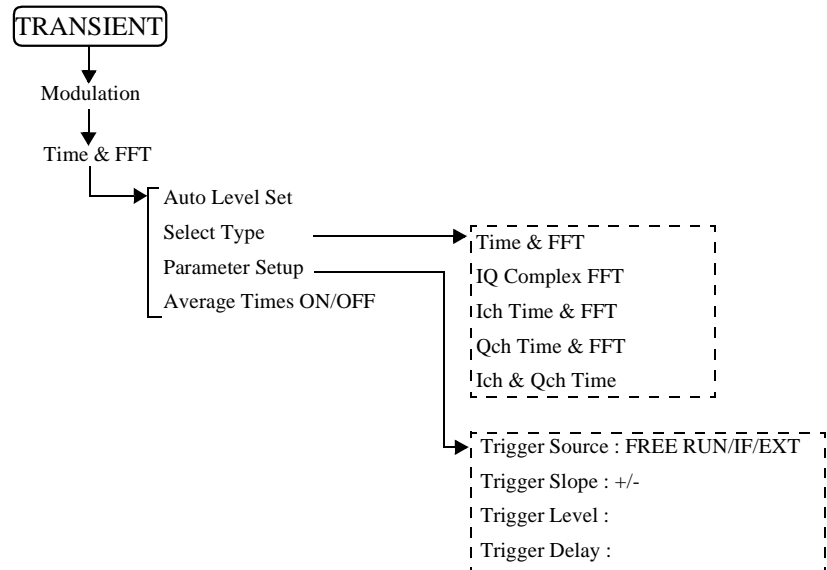 TRANSIENT
Modulation
Time & FFT
Auto Level Set
Select Type
Parameter Setup
Average Times ON/OFF
Time & FFT
IQ Complex FFT
Ich Time & FFT
Qch Time & FFT
Ich & Qch Time
Trigger Source : FREE RUN/IF/EXT
Trigger Slope : +/-
Trigger Level :
Trigger Delay :